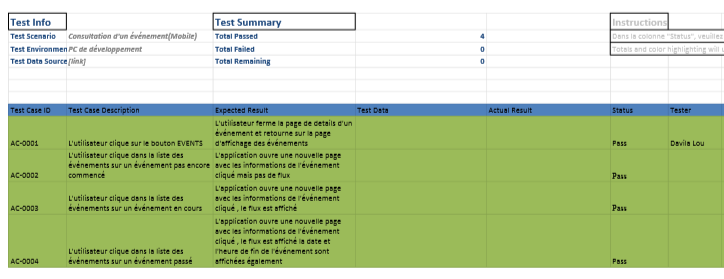 Test Info Test Summary Instructions
Test Scenario Consultation d'un événement(Mobile) Total Passed 4 Dans la colonne "Status", veuillez
Test Environmen PC de développement Total Failed 0 Totals and color highlighting will u
Test Data Source [link] Total Remaining 0
Test Case ID Test Case Description Expected Result Test Data Actual Result Status Tester
AC-0001 L'utilisateur clique sur le bouton EVENTS
L'utilisateur ferme la page de details d'un
événement et retourne sur la page
d'affichage des événements
Pass Davila Lou
AC-0002
L'utilisateur clique dans la liste des
événements sur un événement pas encore
commencé
L'application ouvre une nouvelle page
avec les informations de l'événement
cliqué mais pas de flux
Pass
AC-0003
L'utilisateur clique dans la liste des
événements sur un événement en cours
L'application ouvre une nouvelle page
avec les informations de l'événement
cliqué , le flux est affiché
Pass
AC-0004
L'utilisateur clique dans la liste des
événements sur un événement passé
L'application ouvre une nouvelle page
avec les informations de l'événement
cliqué , le flux est affiché la date et
l'heure de fin de l'événement sont
affichées également
Pass